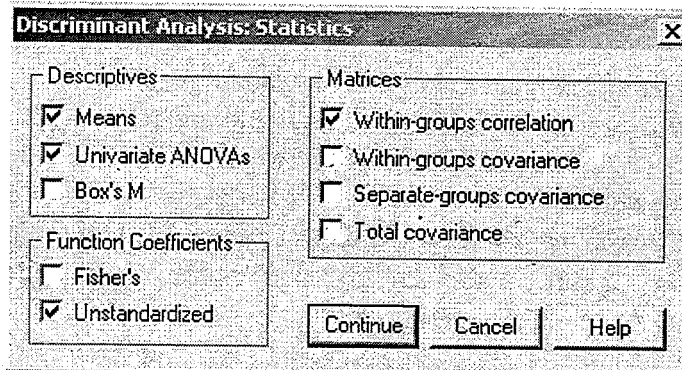 Discriminant Analysis: Statistics
Descriptives
Means
Univariate ANOVAs
Box's M
Function Coefficients
Fisher's
Unstandardized
Matrices
Within-groups correlation
Within-groups covariance
Separate-groups covariance
Total covariance
Continue Cancel Help